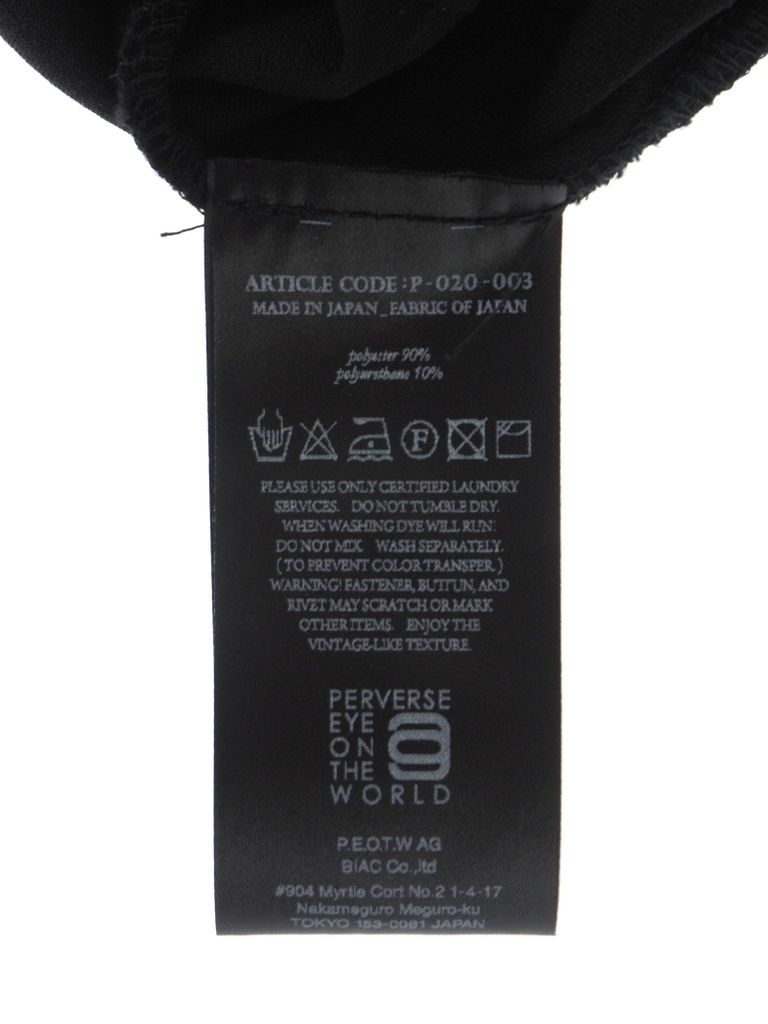 ARTICLE CODE:P-020-003
MADE IN JAPAN_FABRIC OF JAPAN
polyester 90%
polyurethane 10%
F
PLEASE USE ONLY CERTIFIED LAUNDRY
SERVICES. DO NOT TUMBLE DRY.
WHEN WASHING DYE WILL RUN.
DO NOT MIX WASH SEPARATELY.
( TO PREVENT COLOR TRANSFER.)
WARNING! FASTENER, BUTTUN, AND
RIVET MAY SCRATCH OR MARK
OTHER ITEMS. ENJOY THE
VINTAGE-LIKE TEXTURE.
PERVERSE
EYE
ON
THE
WORLD
P.E.O.T.W AG
BIAC Co.,ltd
#904 Myrtle Cort No.2 1-4-17
Nakameguro Meguro-ku
TOKYO 153-0061 JAPAN